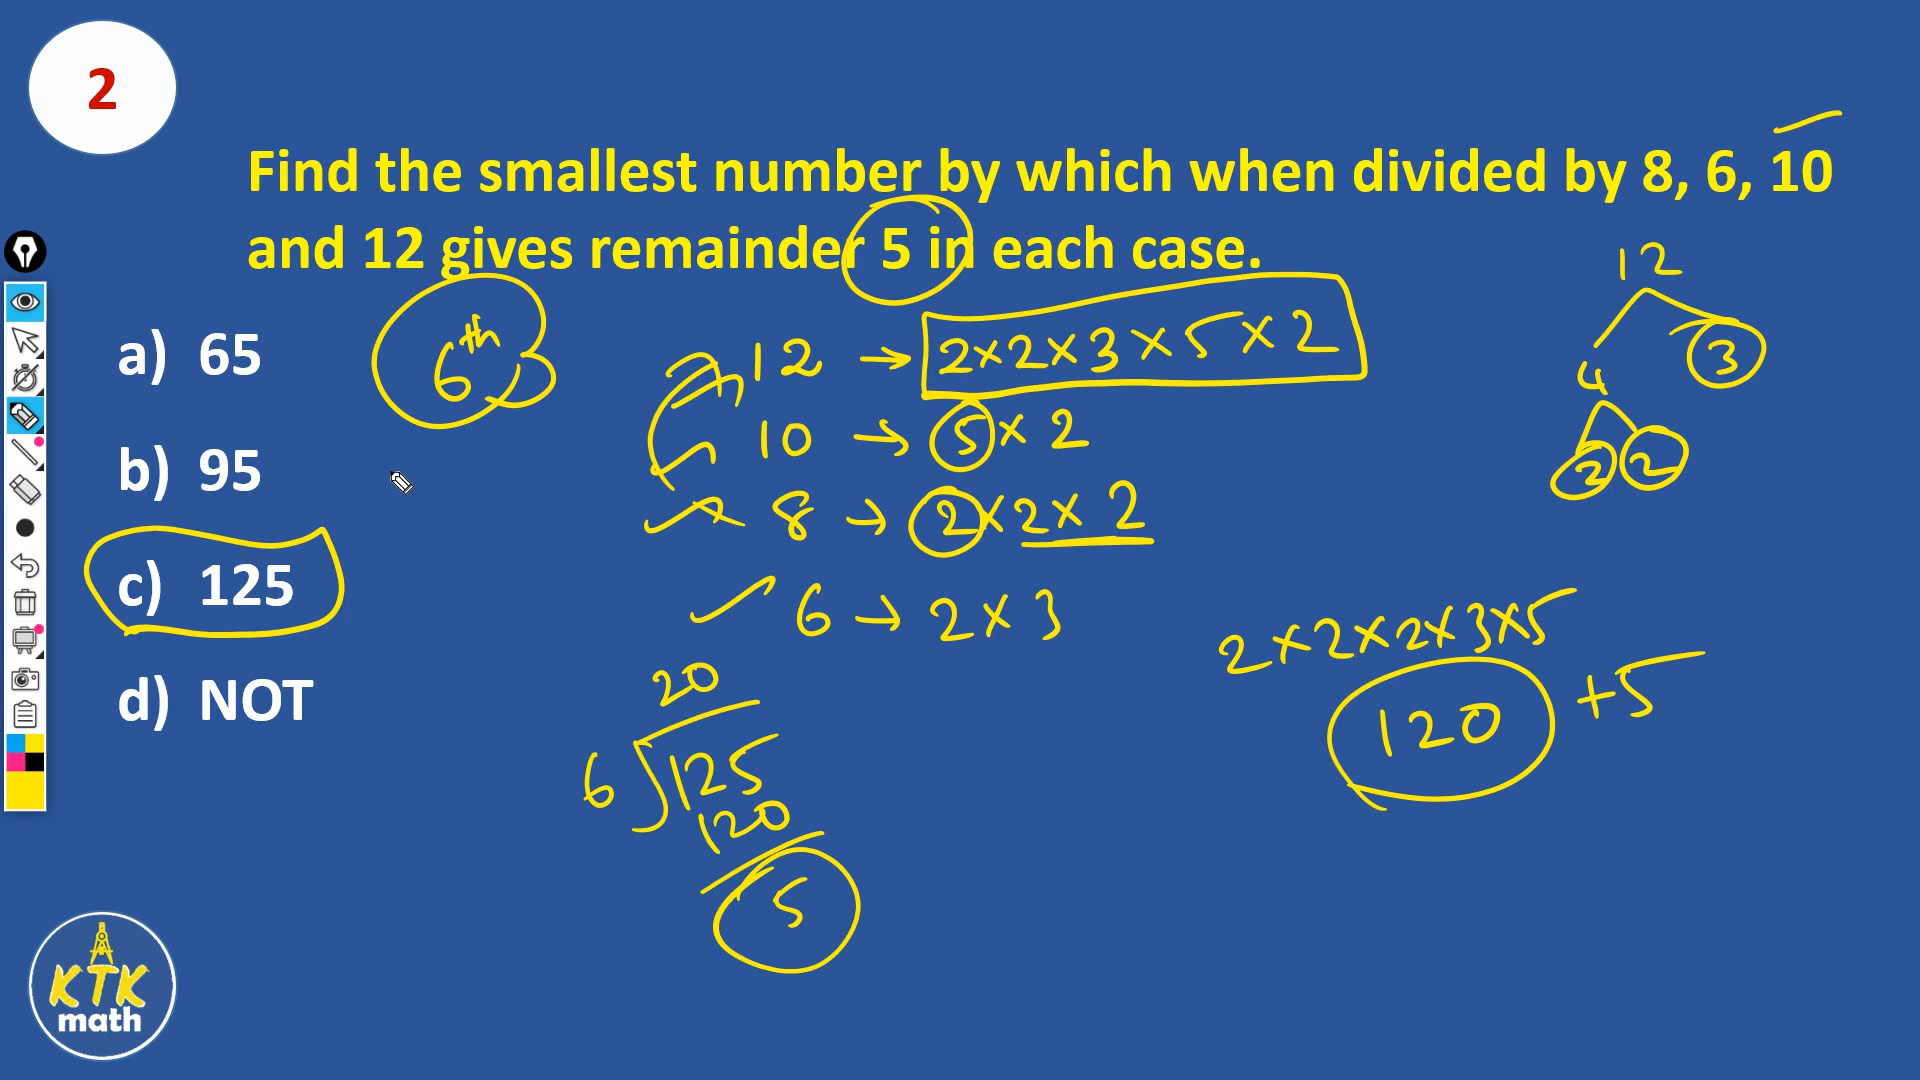 2
Find the smallest number by which when divided by 8, 6, 10
and 12 gives remainder 5 in each case.
a) 65
b) 95
c) 125
d) NOT
6th
12 → 2×2×3×5×2
10 → 5×2
8 → 2×2×2
6 → 2×3
12
4 3
2 2
20
6 125
120
5
2×2×2×3×5
120 +5
KTK
math